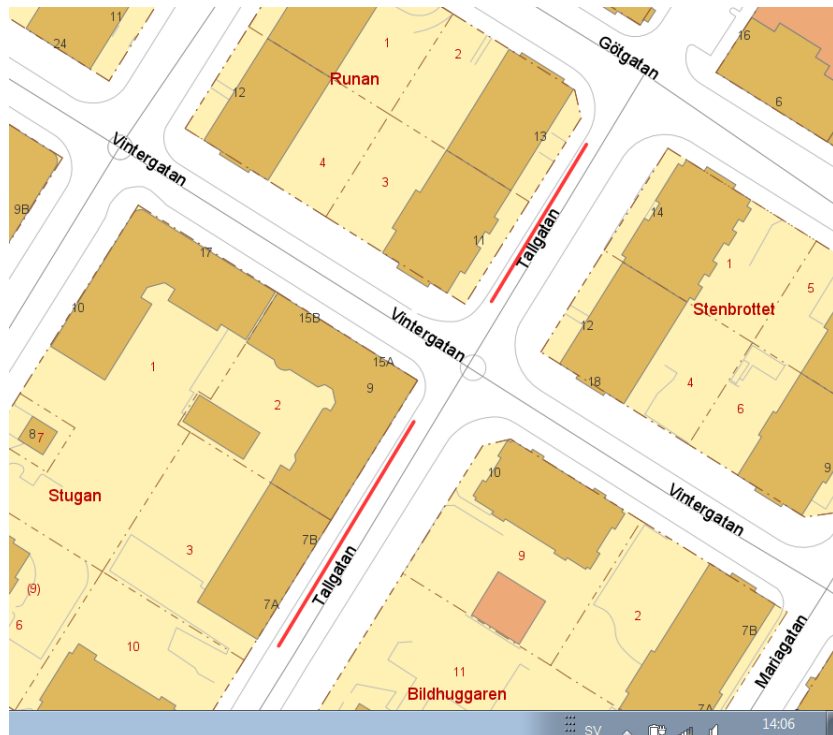 11
1
2
Götgatan
16
24
Runan
6
12
13
Vintergatan
4
3
9B
14
11
Tallgatan
17
1
5
10
15B
Vintergatan
Stenbrottet
12
15A
18
4
1
9
6
2
87
10
9
Stugan
Vintergatan
7B
3
9
Tallgatan
(9)
7A
2
6
7B
10
Mariagatan
11
Bildhuggaren
7A
SV
14:06